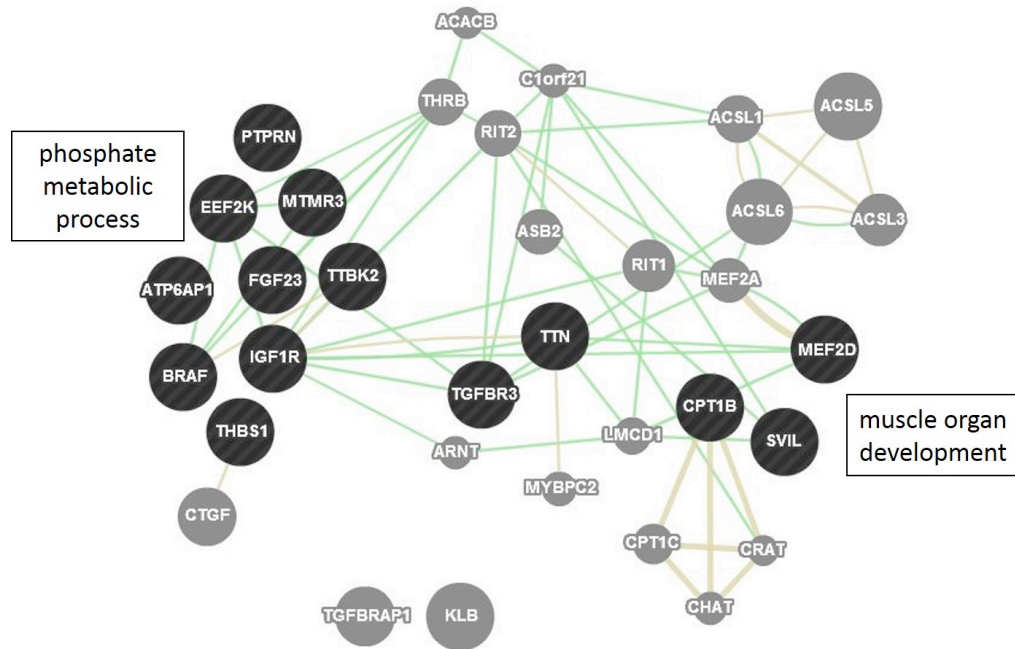 ACACB
C1orf21
THRB
RIT2
ACSL1
ACSL5
PTPRN
phosphate
metabolic
process
EEF2K
MTMR3
ASB2
ACSL6
ACSL3
ATP6AP1
FGF23
TTBK2
RIT1
MEF2A
TTN
MEF2D
BRAF
IGF1R
TGFBR3
CPT1B
THBS1
ARNT
LMCD1
SVIL
muscle organ
development
MYBPC2
CTGF
CPT1C
CRAT
CHAT
TGFBRAP1
KLB